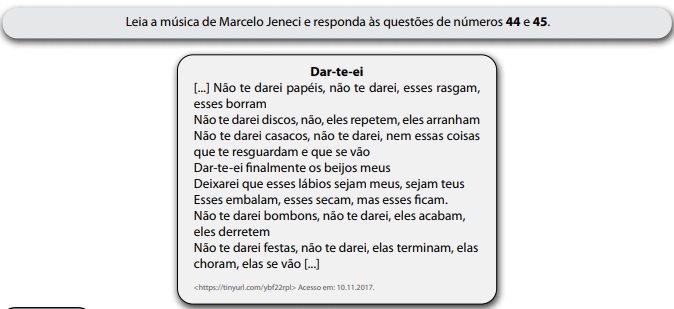 Leia a música de Marcelo Jeneci e responda às questões de números 44 e 45.
Dar-te-ei
[...] Não te darei papéis, não te darei, esses rasgam,
esses borram
Não te darei discos, não, eles repetem, eles arranham
Não te darei casacos, não te darei, nem essas coisas
que te resguardam e que se vão
Dar-te-ei finalmente os beijos meus
Deixarei que esses lábios sejam meus, sejam teus
Esses embalam, esses secam, mas esses ficam.
Não te darei bombons, não te darei, eles acabam,
eles derretem
Não te darei festas, não te darei, elas terminam, elas
choram, elas se vão [...]
<https://tinyurl.com/ybf22rpl> Acesso em: 10.11.2017.